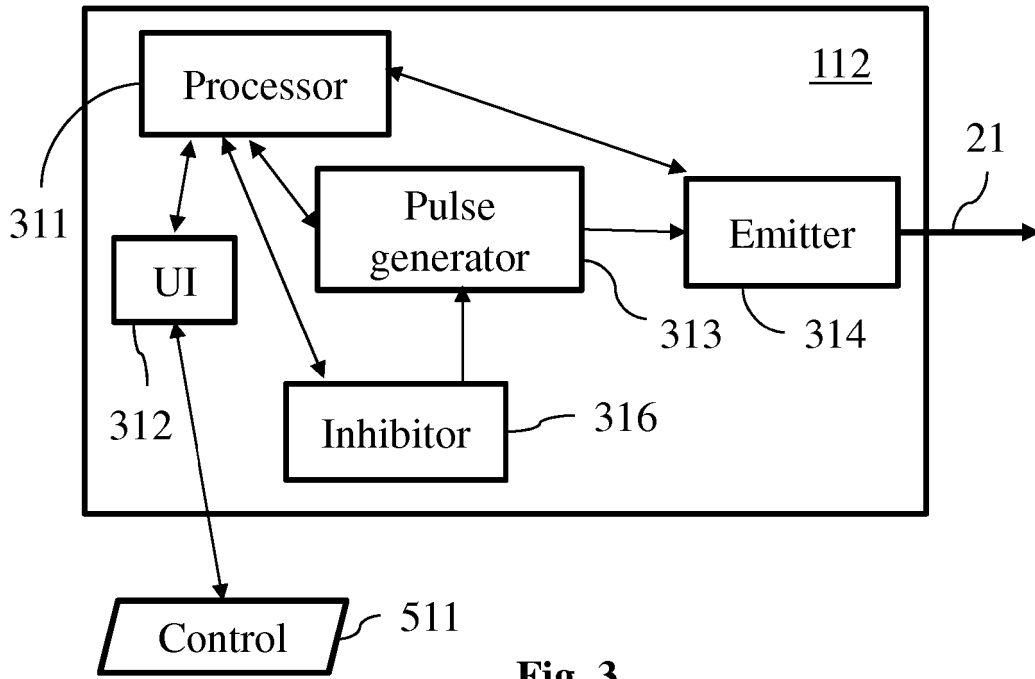 Processor
112
21
311
Pulse
generator
Emitter
UI
313
314
312
Inhibitor
316
Control
511
Fig. 3